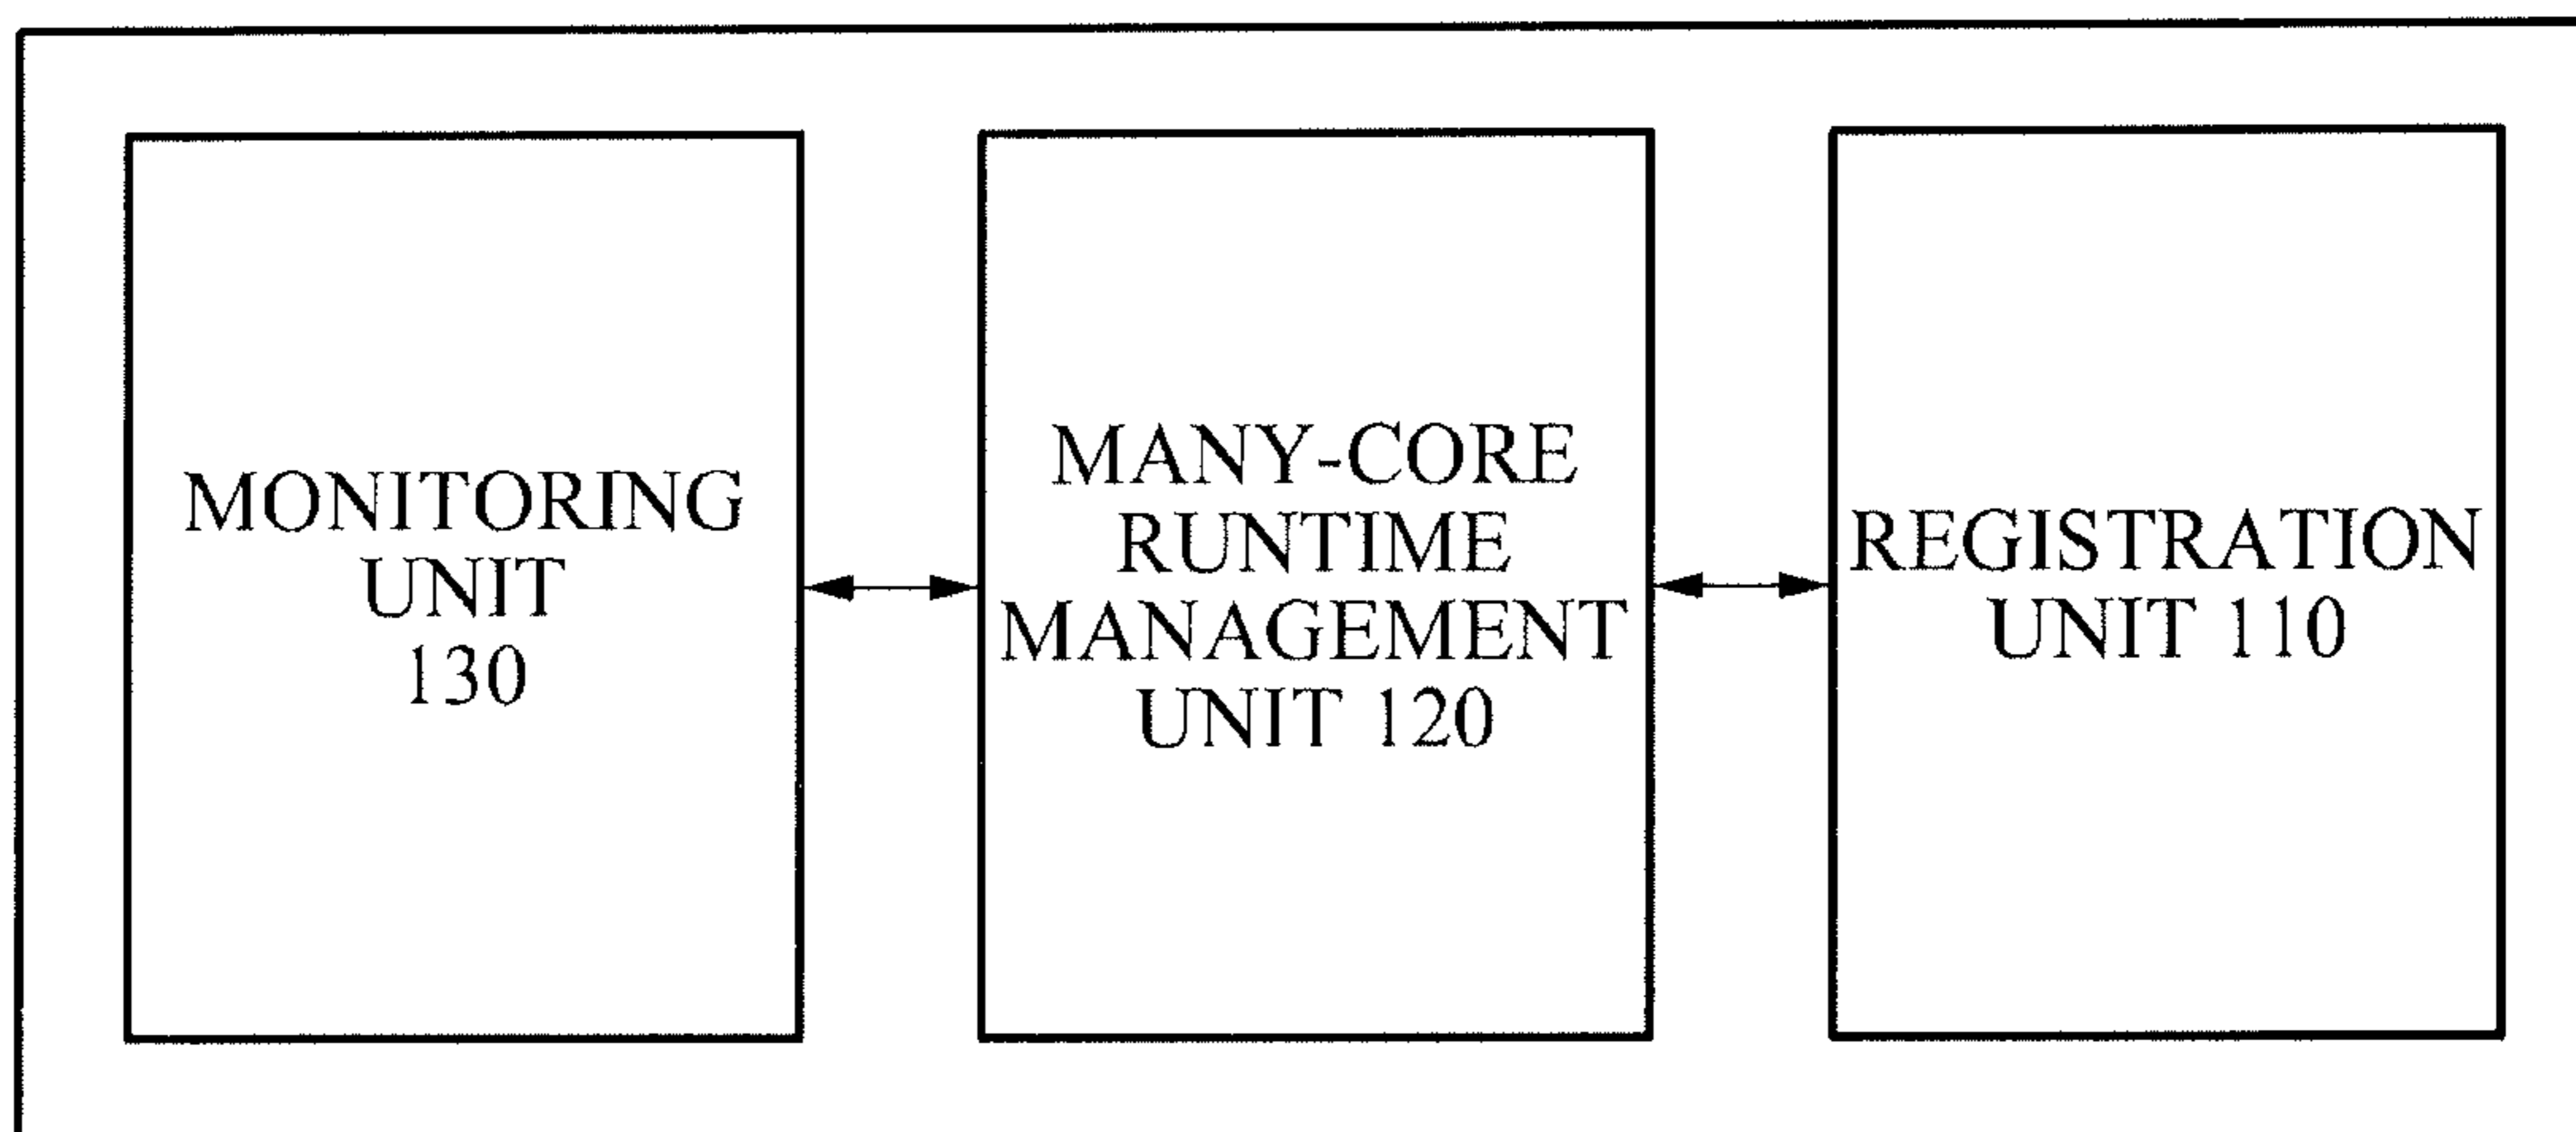 MONITORING
UNIT
130
MANY-CORE
RUNTIME
MANAGEMENT
UNIT 120
REGISTRATION
UNIT 110